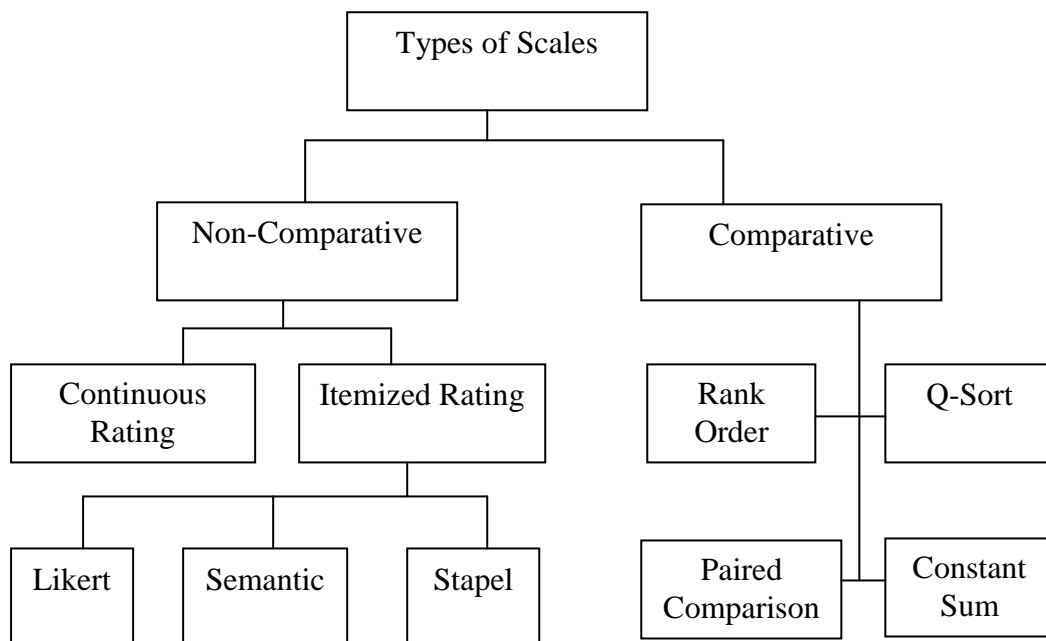 Types of Scales
Non-Comparative
Comparative
Continuous
Rating
Itemized Rating
Rank
Order
Q-Sort
Likert
Semantic
Stapel
Paired
Comparison
Constant
Sum